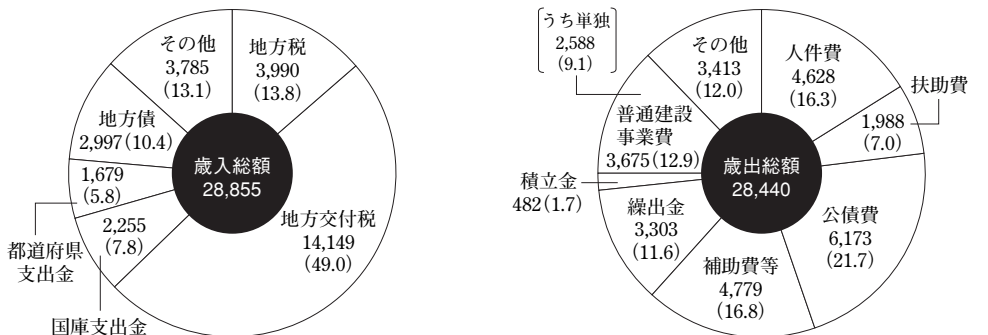 その他
3,785
(13.1)
地方税
3,990
(13.8)
地方債
2,997(10.4)
1,679
(5.8)
都道府県
支出金
2,255
(7.8)
国庫支出金
歳入総額
28,855
地方交付税
14,149
(49.0)
うち単独
2,588
(9.1)
その他
3,413
(12.0)
人件費
4,628
(16.3)
扶助費
1,988
(7.0)
普通建設
事業費
3,675(12.9)
歳出総額
28,440
積立金
482(1.7)
繰出金
3,303
(11.6)
公債費
6,173
(21.7)
補助費等
4,779
(16.8)